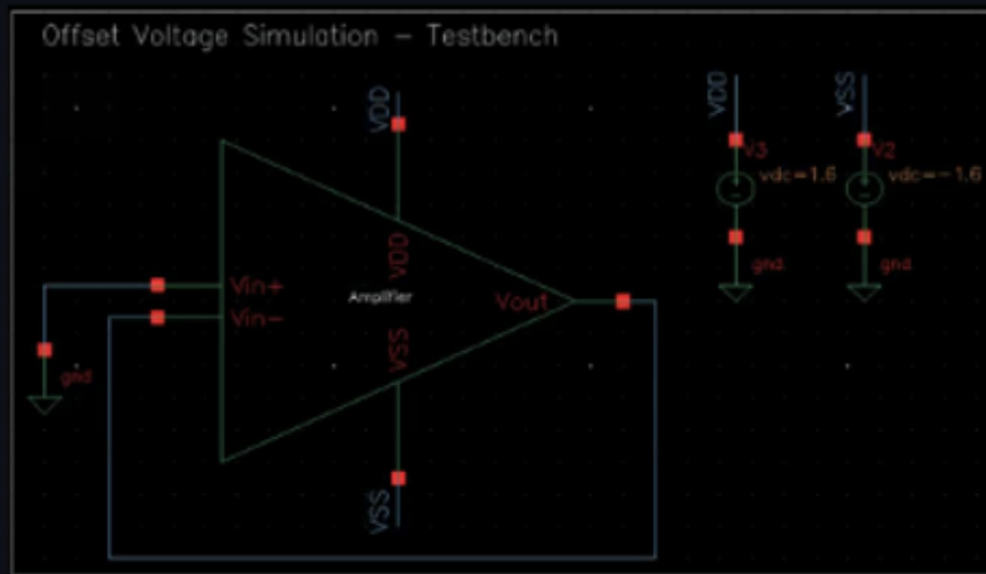 Offset Voltage Simulation - Testbench
VDD
VDD
VSS
V3
V2
vdc=1.6
vdc=-1.6
VDD
gnd
gnd
Vin+
Amplifier
Vout
Vin-
VSS
gnd
VSS